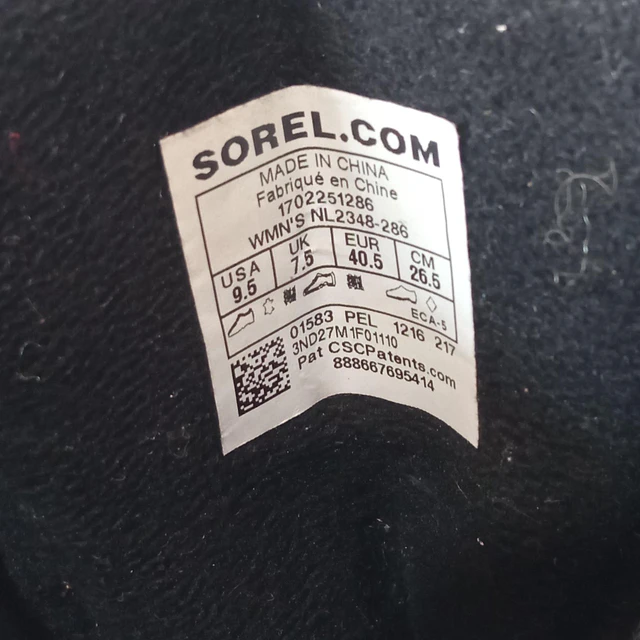 SOREL.COM
MADE IN CHINA
Fabriqué en Chine
1702251286
WMN'S NL2348-286
USA UK EUR CM
9.5 7.5 40.5 26.5
ECA-5
01583 PEL 1216 217
3ND27M1F01110
Pat CSCPatents.com
888667695414